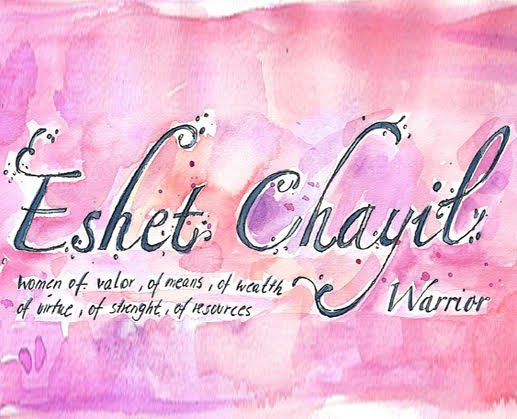 Eshet Chayil
women of valor, of means, of wealth
of virtue, of strenght, of resources
Warrior